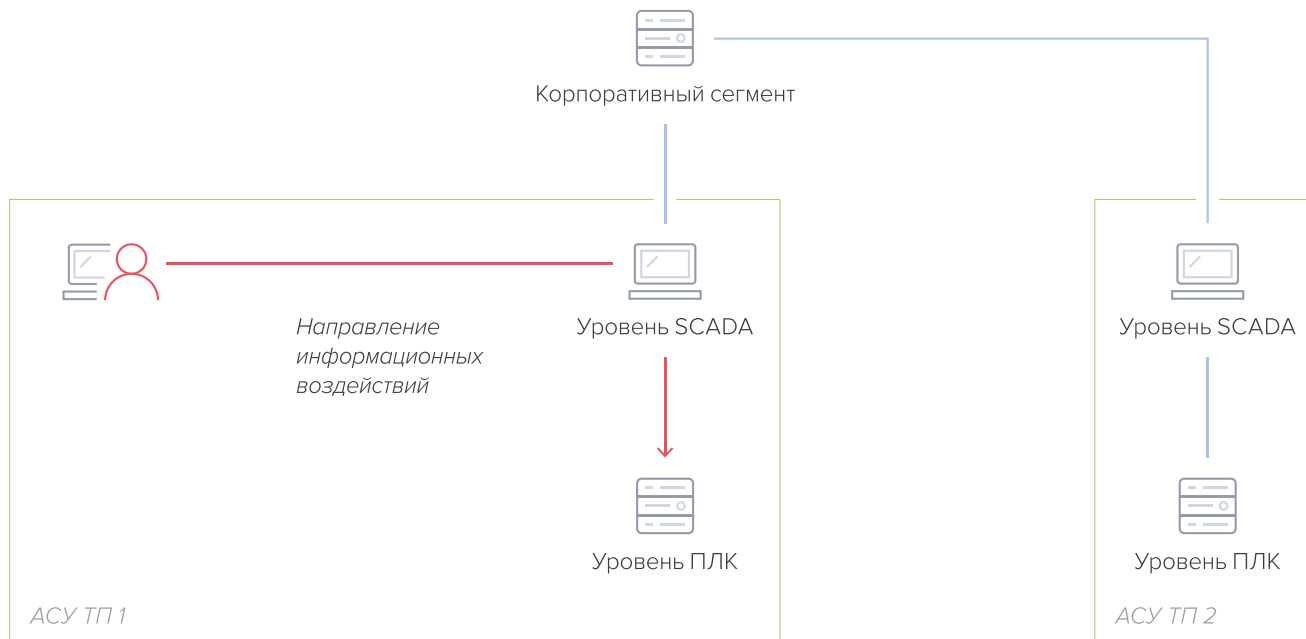 Корпоративный сегмент
Направление
информационных
воздействий
Уровень SCADA
Уровень SCADA
Уровень ПЛК
Уровень ПЛК
АСУ ТП 1
АСУ ТП 2